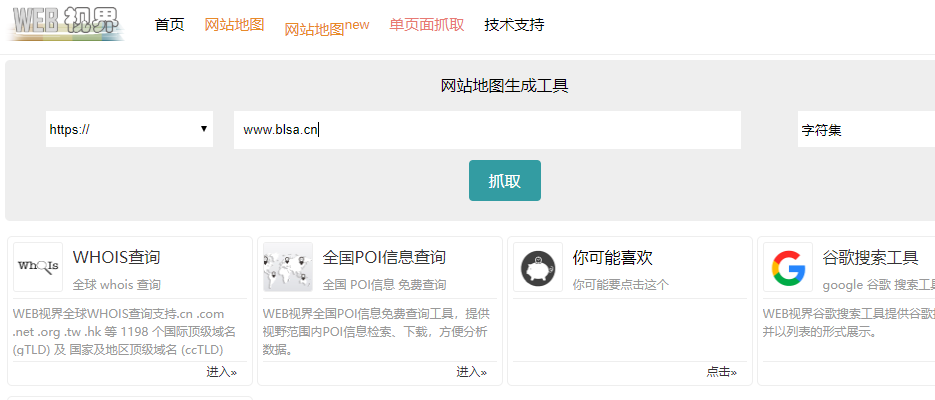 WEB 视界
首页 网站地图 网站地图new 单页面抓取 技术支持
网站地图生成工具
https:// www.blsa.cn 字符集
抓取
WhoIs
WHOIS查询
全球 whois 查询
WEB视界全球WHOIS查询支持.cn .com
.net .org .tw .hk 等 1198 个国际顶级域名
(gTLD) 及 国家及地区顶级域名 (ccTLD)
进入»
全国POI信息查询
全国 POI信息 免费查询
WEB视界全国POI信息免费查询工具，提供
视野范围内POI信息检索、下载，方便分析
数据。
进入»
你可能喜欢
你可能要点击这个
点击»
谷歌搜索工具
google 谷歌 搜索工
WEB视界谷歌搜索工具提供谷歌
并以列表的形式展示。